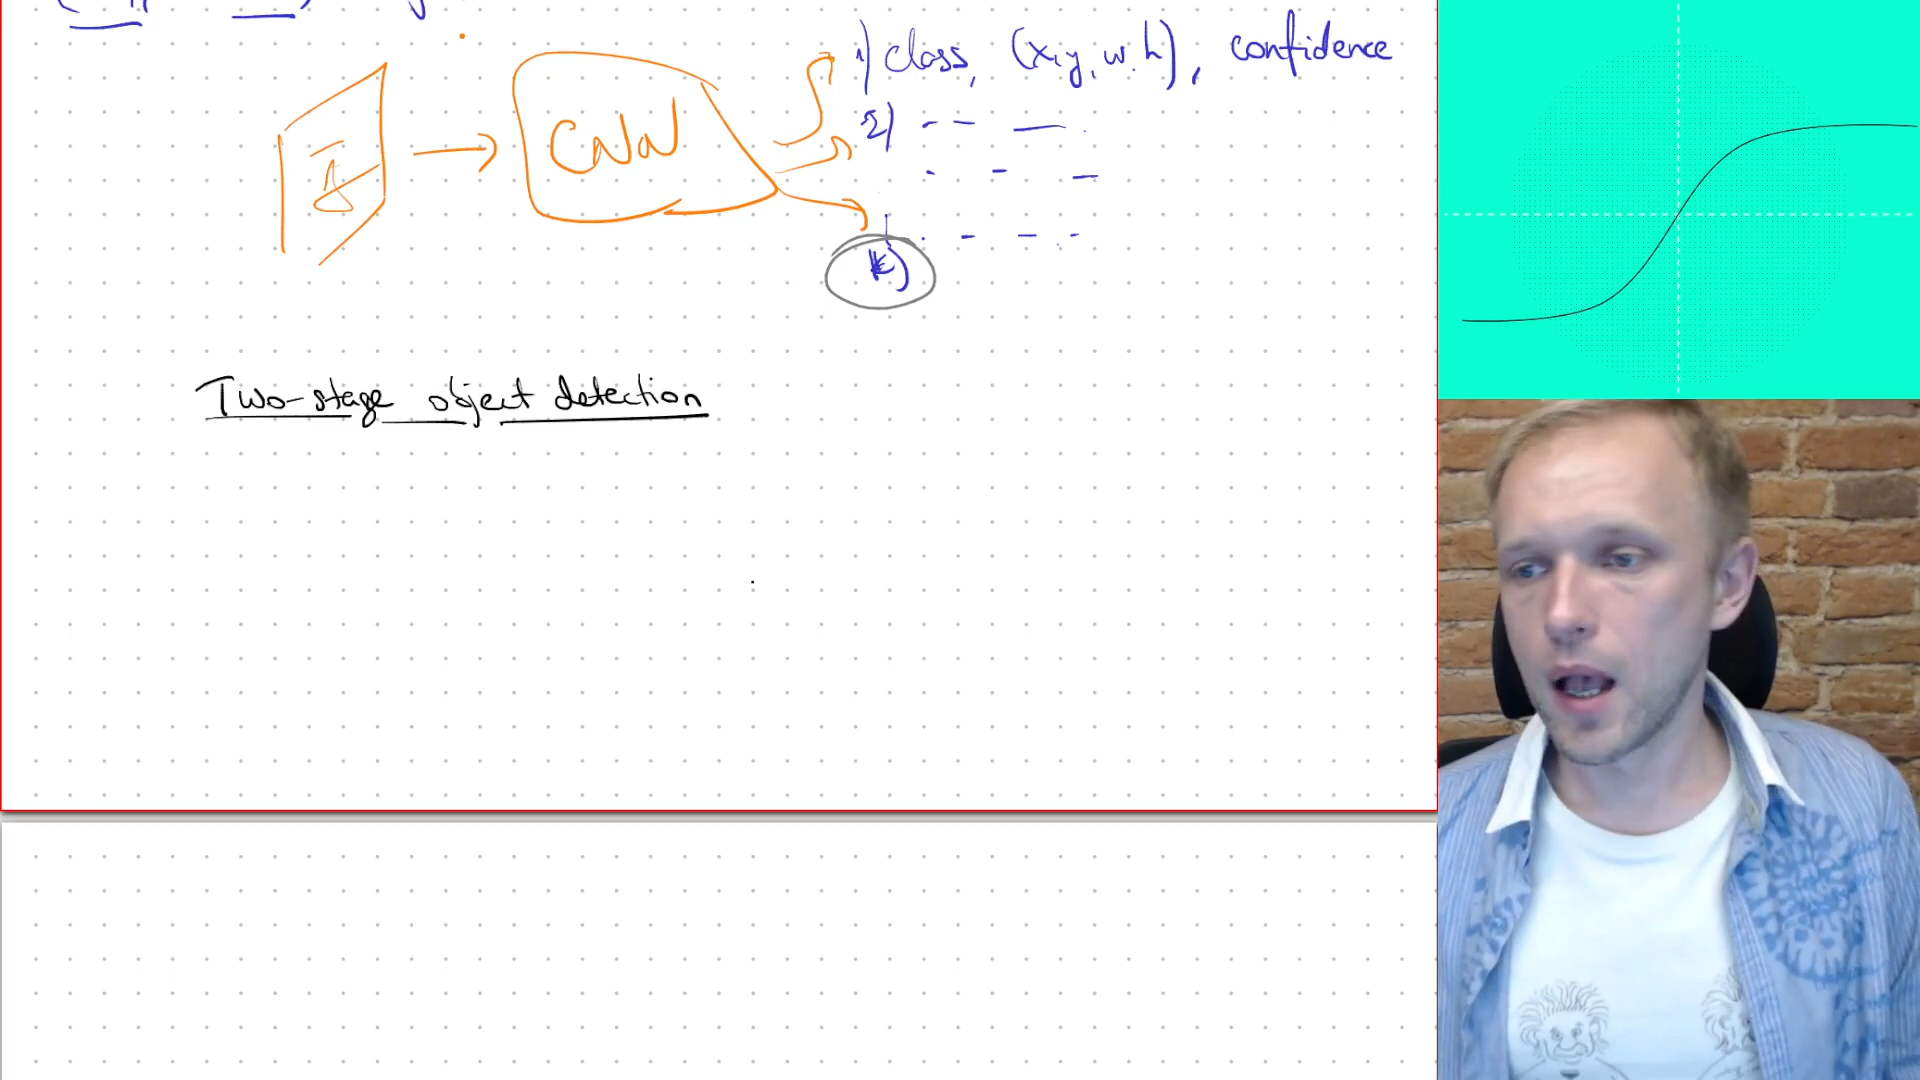 1) class, (x,y,w,h), confidence
2)
CNN
k)
Two-stage object detection